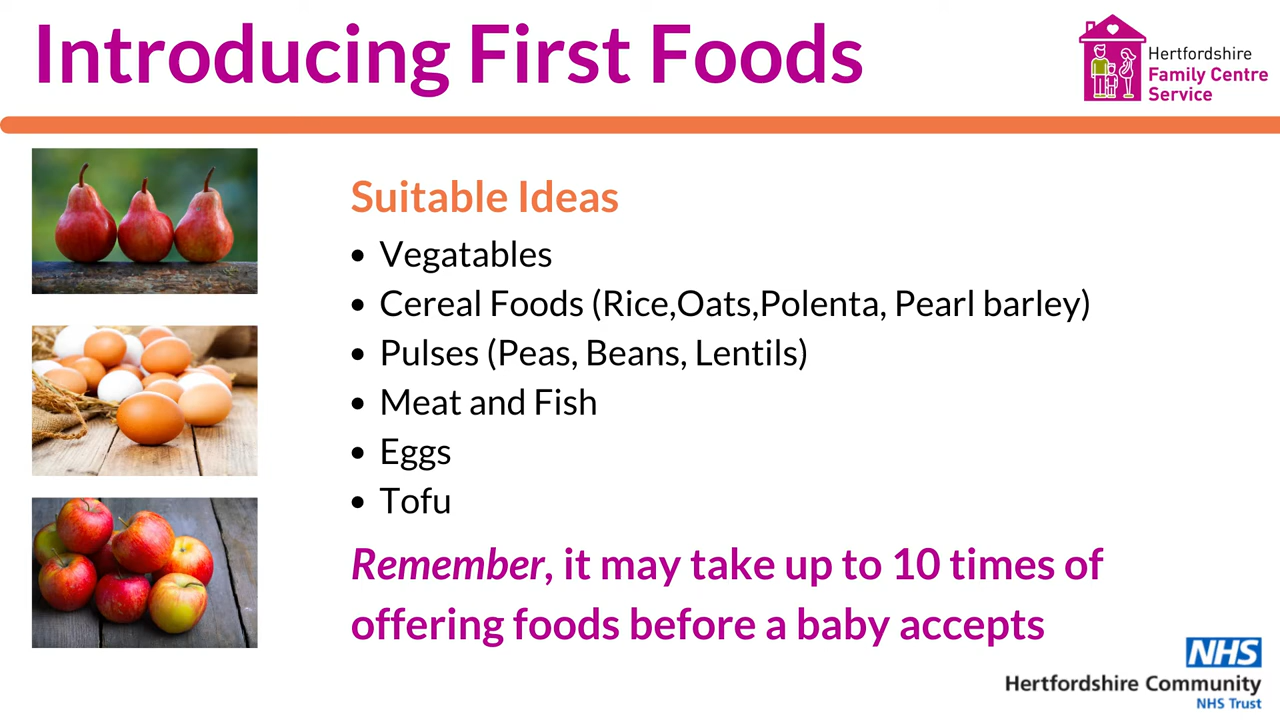 Introducing First Foods
Hertfordshire
Family Centre
Service
Suitable Ideas
• Vegatables
• Cereal Foods (Rice,Oats,Polenta, Pearl barley)
• Pulses (Peas, Beans, Lentils)
• Meat and Fish
• Eggs
• Tofu
Remember, it may take up to 10 times of
offering foods before a baby accepts
NHS
Hertfordshire Community
NHS Trust